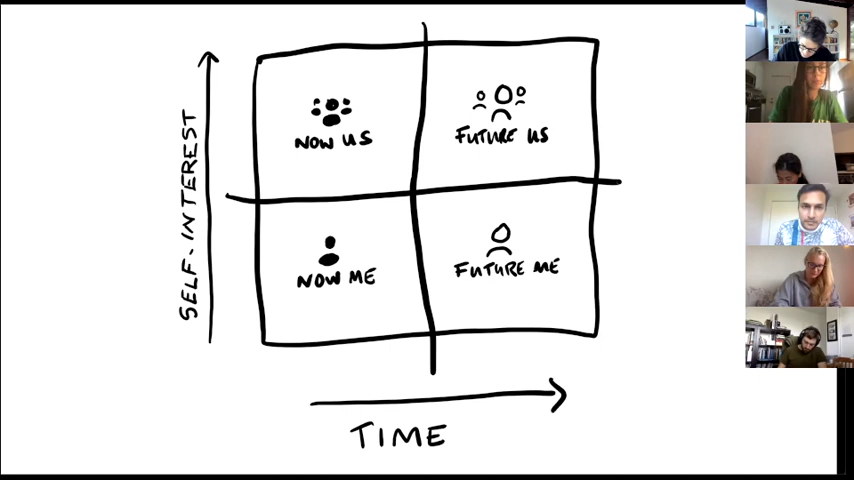 SELF-INTEREST
NOW US
FUTURE US
NOW ME
FUTURE ME
TIME